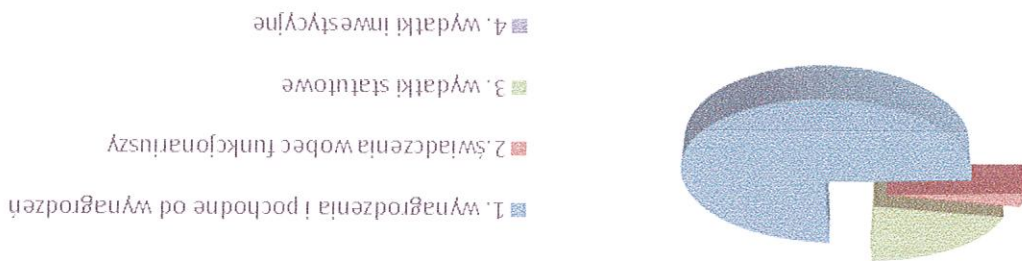 1. wynagrodzenia i pochodne od wynagrodzeń
2.świadczenia wobec funkcjonariuszy
3. wydatki statutowe
4. wydatki inwestycyjne